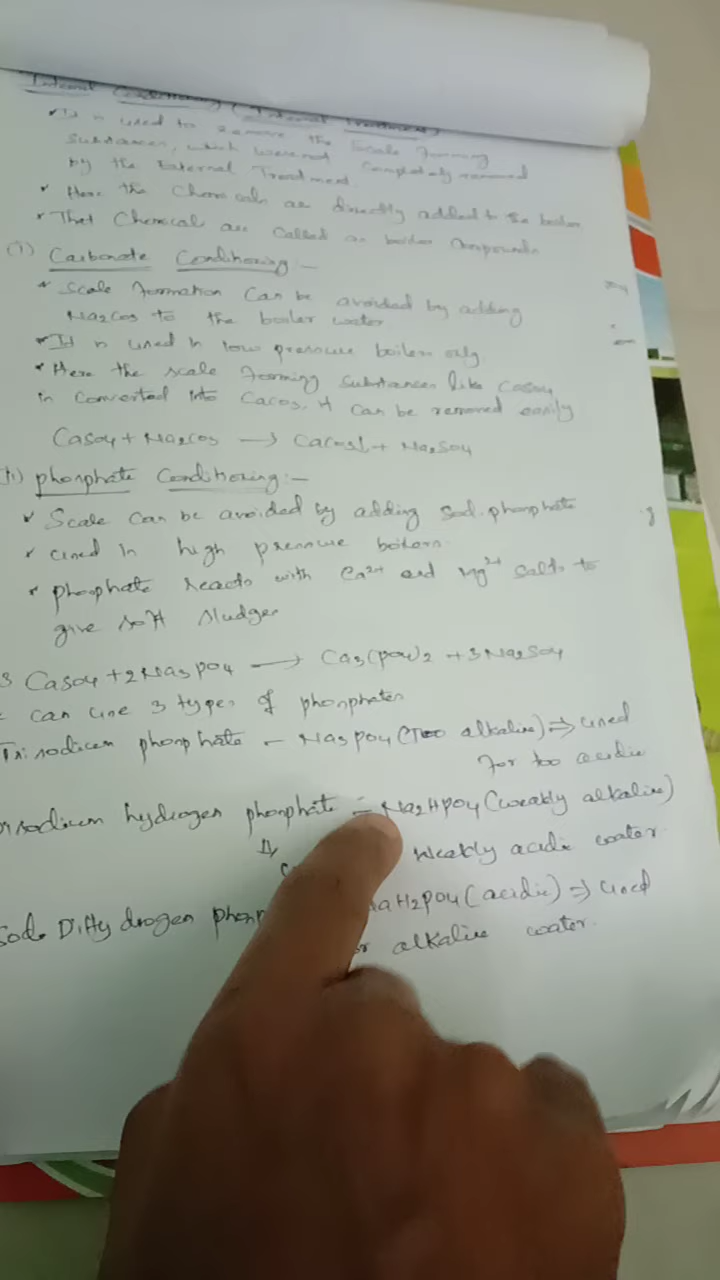 Internal Conditioning (Internal Treatment)
It is used to remove the Scale forming
Substances, which were not Completely removed
by the External Treatment
Here the Chemicals are directly added to the boiler
That Chemical are Called as boiler Compounds
(i) Carbonate Conditioning :-
Scale formation Can be avoided by adding
Na2CO3 to the boiler water
It is used in low pressure boilers only
Here the scale forming substances like CaSO4
is Converted into CaCO3, it can be removed easily
CaSO4 + Na2CO3 → CaCO3↓ + Na2SO4
ii) phosphate Conditioning :-
Scale Can be avoided by adding Sod. phosphate
used In high pressure boilers
phosphate reacts with Ca2+ and Mg2+ Salts to
give soft sludges
3 CaSO4 + 2 Na3PO4 → Ca3(PO4)2 + 3 Na2SO4
can use 3 types of phosphates
Trisodium phosphate - Na3PO4 (Too alkaline) ⇒ used
for too acidic
sodium hydrogen phosphate - Na2HPO4 (weakly alkaline)
weakly acidic water
Sod. DiHydrogen NaH2PO4 (acidic) ⇒ used
for alkaline water.